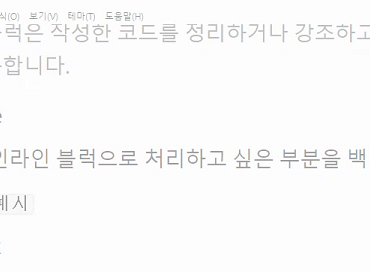 식(O) 보기(V) 테마(T) 도움말(H)
럭은 작성한 코드를 정리하거나 강조하고
합니다.
인라인 블럭으로 처리하고 싶은 부분을 백
예시